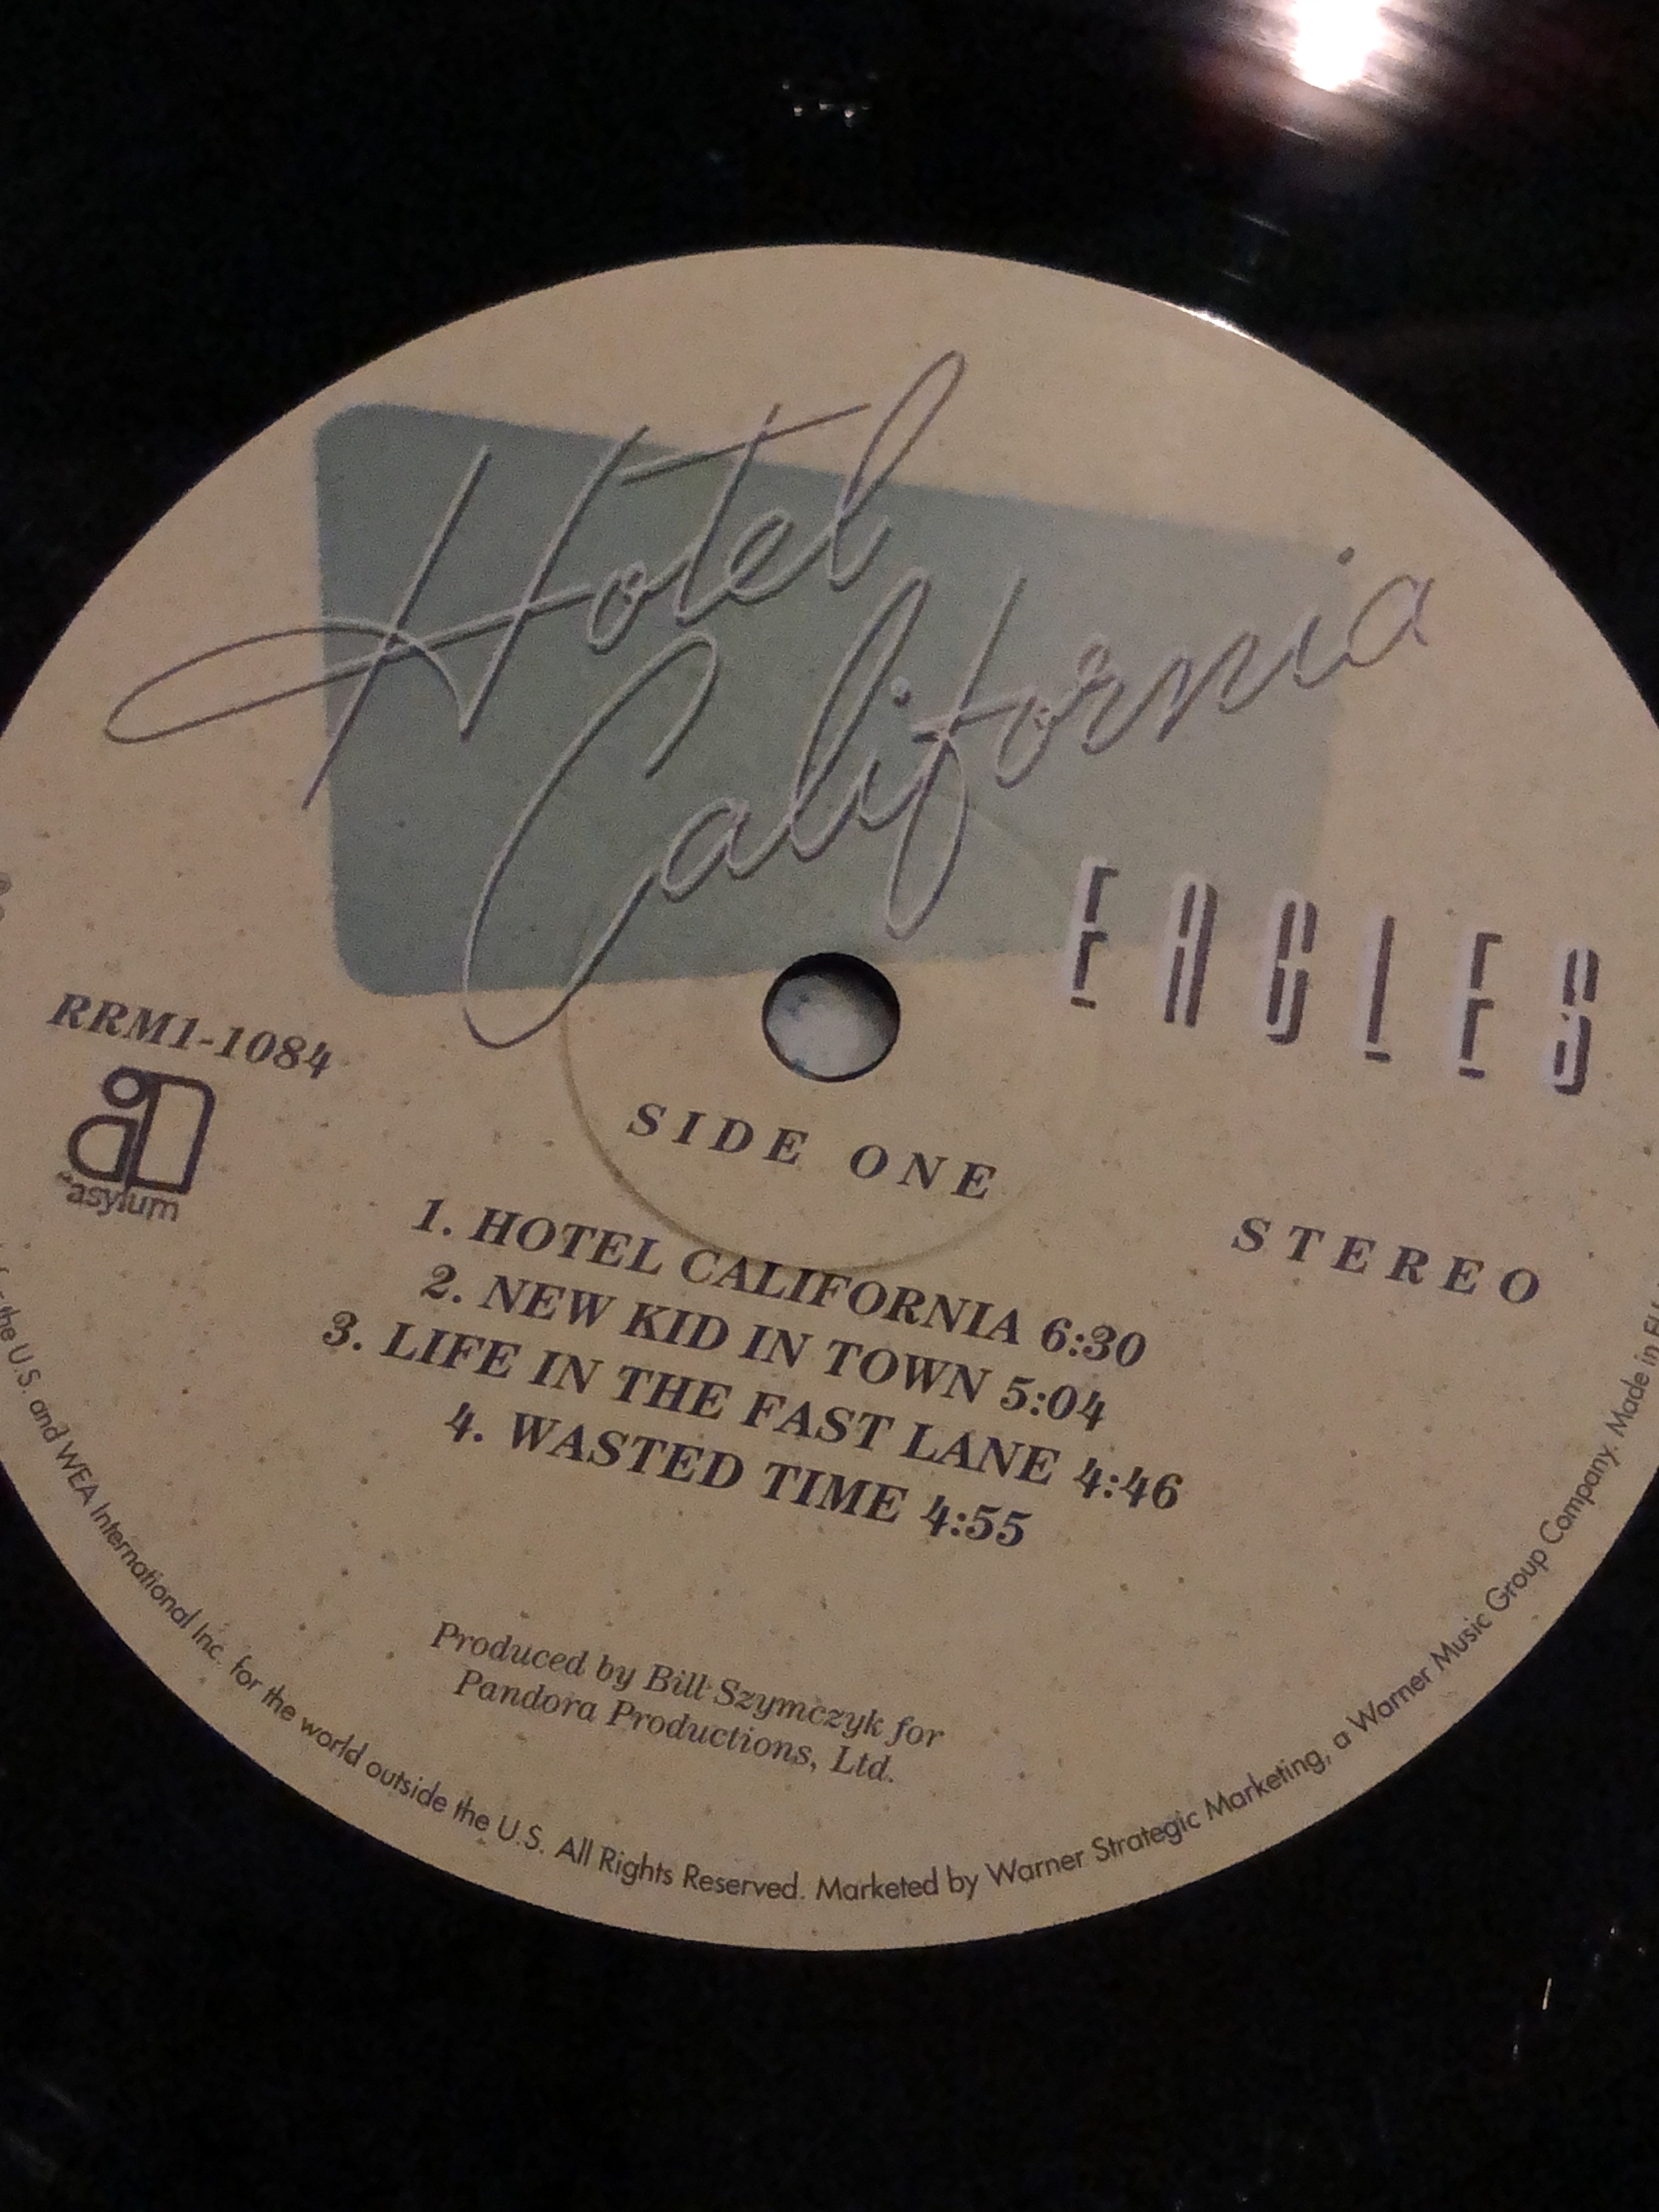 Hotel
California
EAGLES
RRM1-1084
asylum
SIDE ONE
STEREO
1. HOTEL CALIFORNIA 6:30
2. NEW KID IN TOWN 5:04
3. LIFE IN THE FAST LANE 4:46
4. WASTED TIME 4:55
Produced by Bill Szymczyk for
Pandora Productions, Ltd.
the U.S. and WEA International Inc. for the world outside the U.S. All Rights Reserved. Marketed by Warner Strategic Marketing, a Warner Music Group Company. Made in